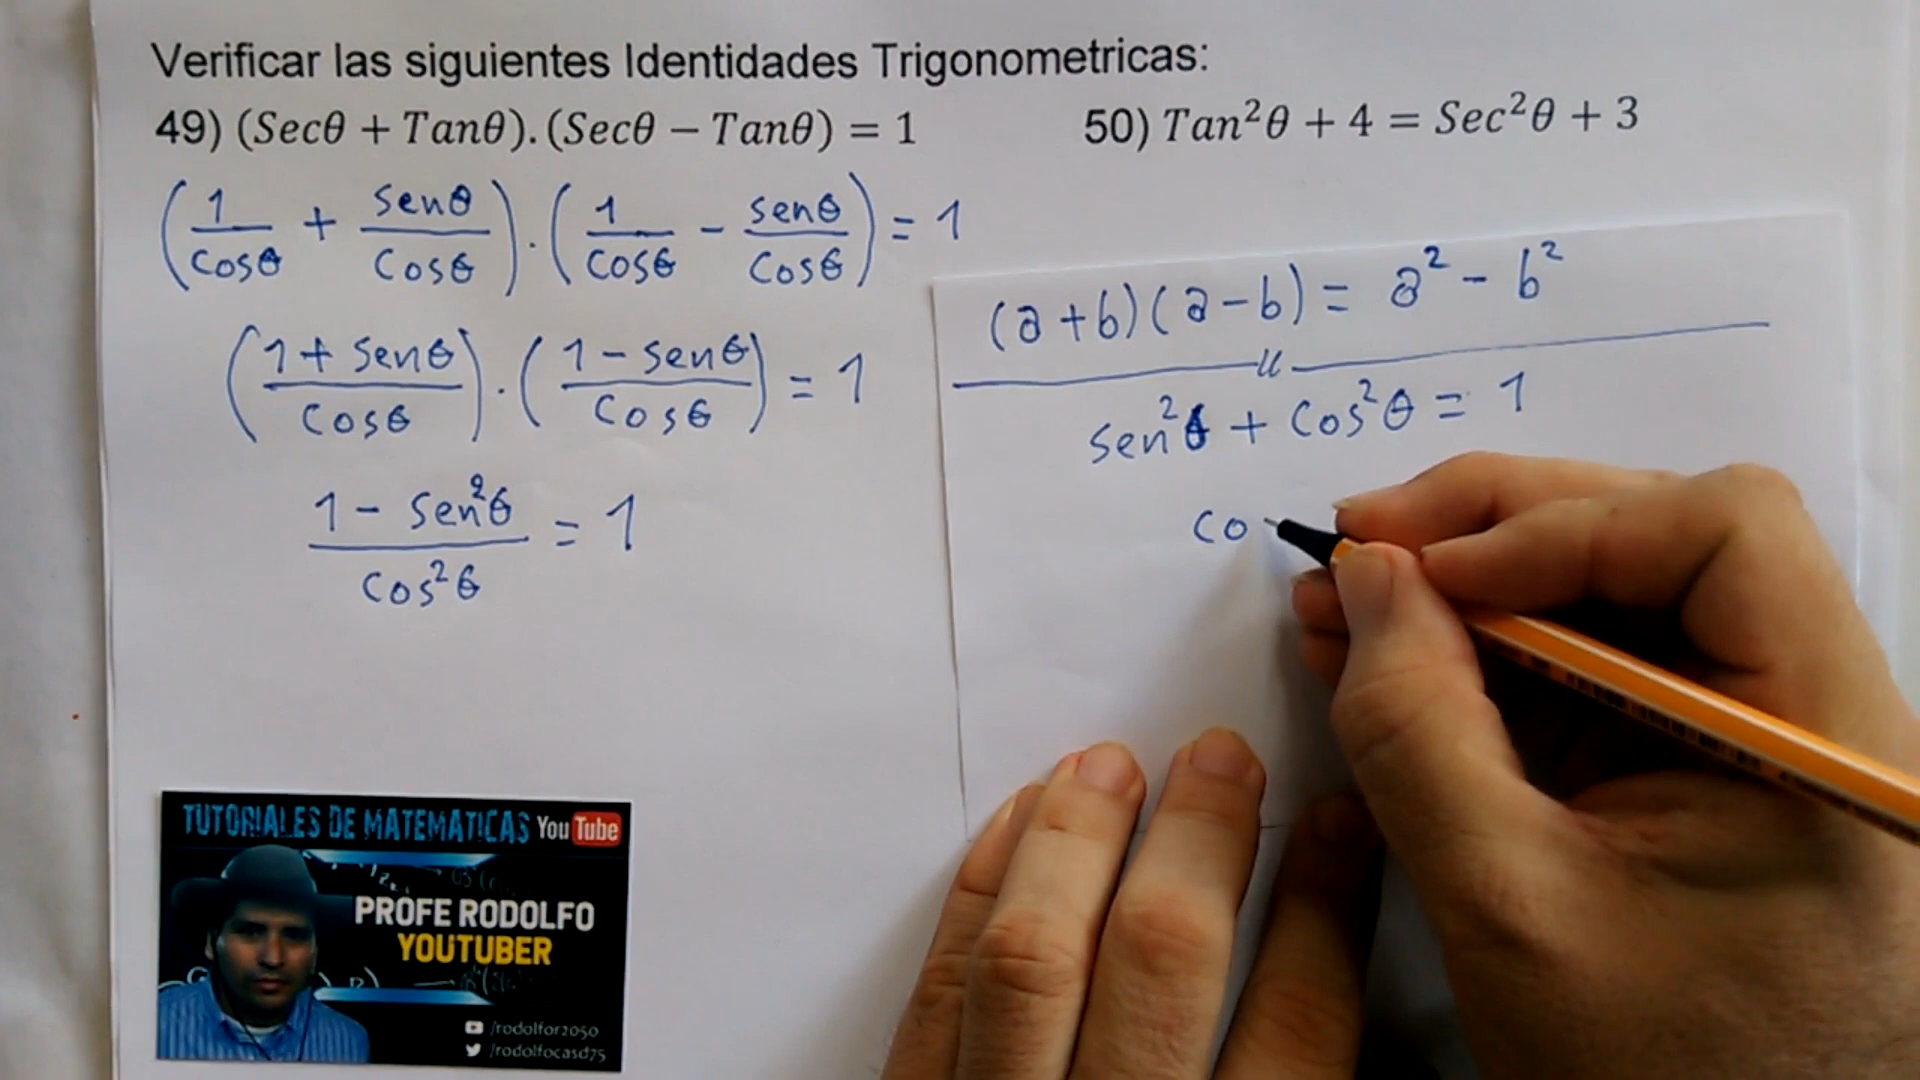 Verificar las siguientes Identidades Trigonometricas:
49) (Secθ + Tanθ).(Secθ − Tanθ) = 1
50) Tan²θ + 4 = Sec²θ + 3
(1/Cosθ + senθ/Cosθ) . (1/Cosθ − senθ/Cosθ) = 1
(1 + senθ/Cosθ) . (1 − senθ/Cosθ) = 1
1 − sen²θ/Cos²θ = 1
(a+b)(a−b) = a² − b²
sen²θ + Cos²θ = 1
Co
TUTORIALES DE MATEMATICAS YouTube
PROFE RODOLFO
YOUTUBER
/rodolfor2050
/rodolfocasd75